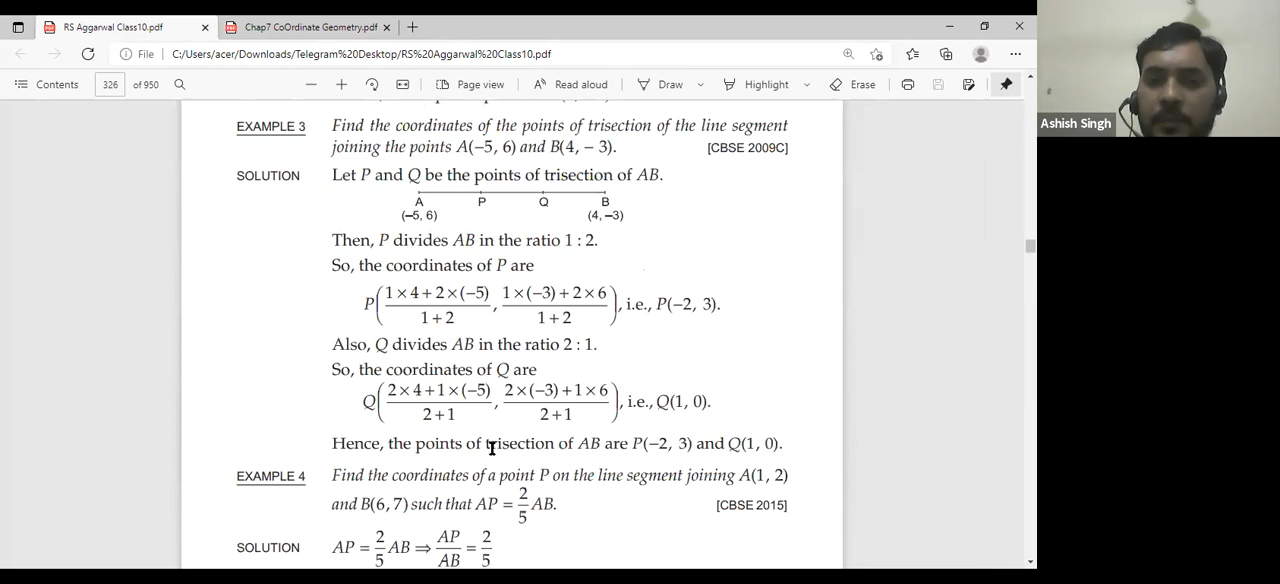 RS Aggarwal Class10.pdf
Chap7 CoOrdinate Geometry.pdf
File
C:/Users/acer/Downloads/Telegram%20Desktop/RS%20Aggarwal%20Class10.pdf
Contents 326 of 950 Page view Read aloud Draw Highlight Erase
Ashish Singh
EXAMPLE 3 Find the coordinates of the points of trisection of the line segment
joining the points A(−5, 6) and B(4, − 3). [CBSE 2009C]
SOLUTION Let P and Q be the points of trisection of AB.
A P Q B
(−5, 6) (4, −3)
Then, P divides AB in the ratio 1 : 2.
So, the coordinates of P are
P(1 × 4 + 2 × (−5) / 1 + 2, 1 × (−3) + 2 × 6 / 1 + 2), i.e., P(−2, 3).
Also, Q divides AB in the ratio 2 : 1.
So, the coordinates of Q are
Q(2 × 4 + 1 × (−5) / 2 + 1, 2 × (−3) + 1 × 6 / 2 + 1), i.e., Q(1, 0).
Hence, the points of trisection of AB are P(−2, 3) and Q(1, 0).
EXAMPLE 4 Find the coordinates of a point P on the line segment joining A(1, 2)
and B(6, 7) such that AP = 2/5 AB. [CBSE 2015]
SOLUTION AP = 2/5 AB ⇒ AP/AB = 2/5